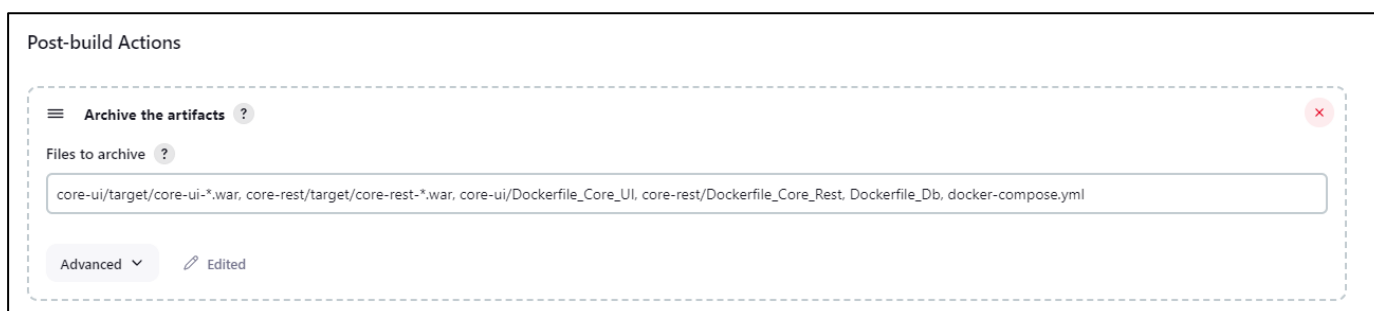 Post-build Actions
Archive the artifacts ?
Files to archive ?
core-ui/target/core-ui-*.war, core-rest/target/core-rest-*.war, core-ui/Dockerfile_Core_UI, core-rest/Dockerfile_Core_Rest, Dockerfile_Db, docker-compose.yml
Advanced Edited